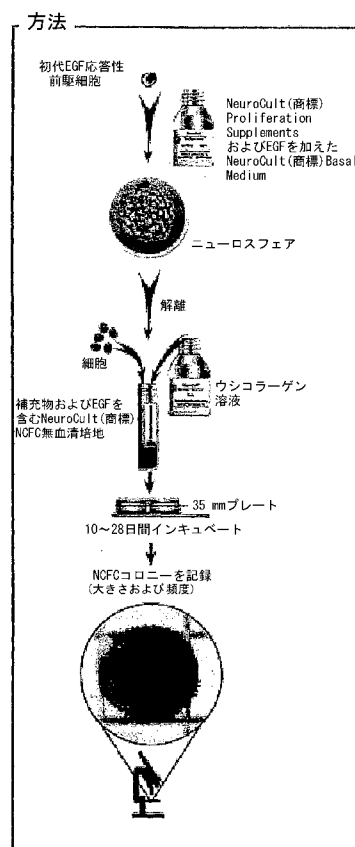 方法
初代EGF応答性
前駆細胞
NeuroCult(商標)
Proliferation
Supplements
およびEGFを加えた
NeuroCult(商標)Basal
Medium
ニューロスフェア
解離
細胞
ウシコラーゲン
溶液
補充物およびEGFを
含むNeuroCult(商標)
NCFC無血清培地
35 mmプレート
10~28日間インキュベート
NCFCコロニーを記録
(大きさおよび頻度)